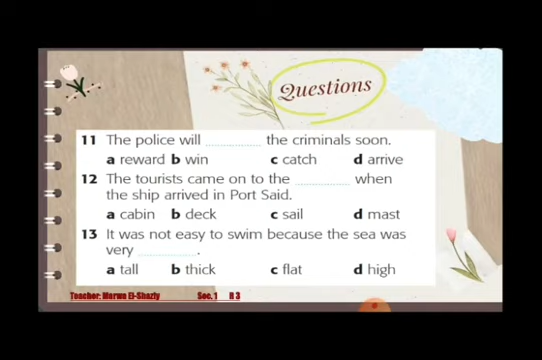 Questions
11 The police will .................. the criminals soon.
a reward b win c catch d arrive
12 The tourists came on to the .................. when
the ship arrived in Port Said.
a cabin b deck c sail d mast
13 It was not easy to swim because the sea was
very .................. .
a tall b thick c flat d high
Teacher: Marwa El-Shazly Sec. 1 R 3